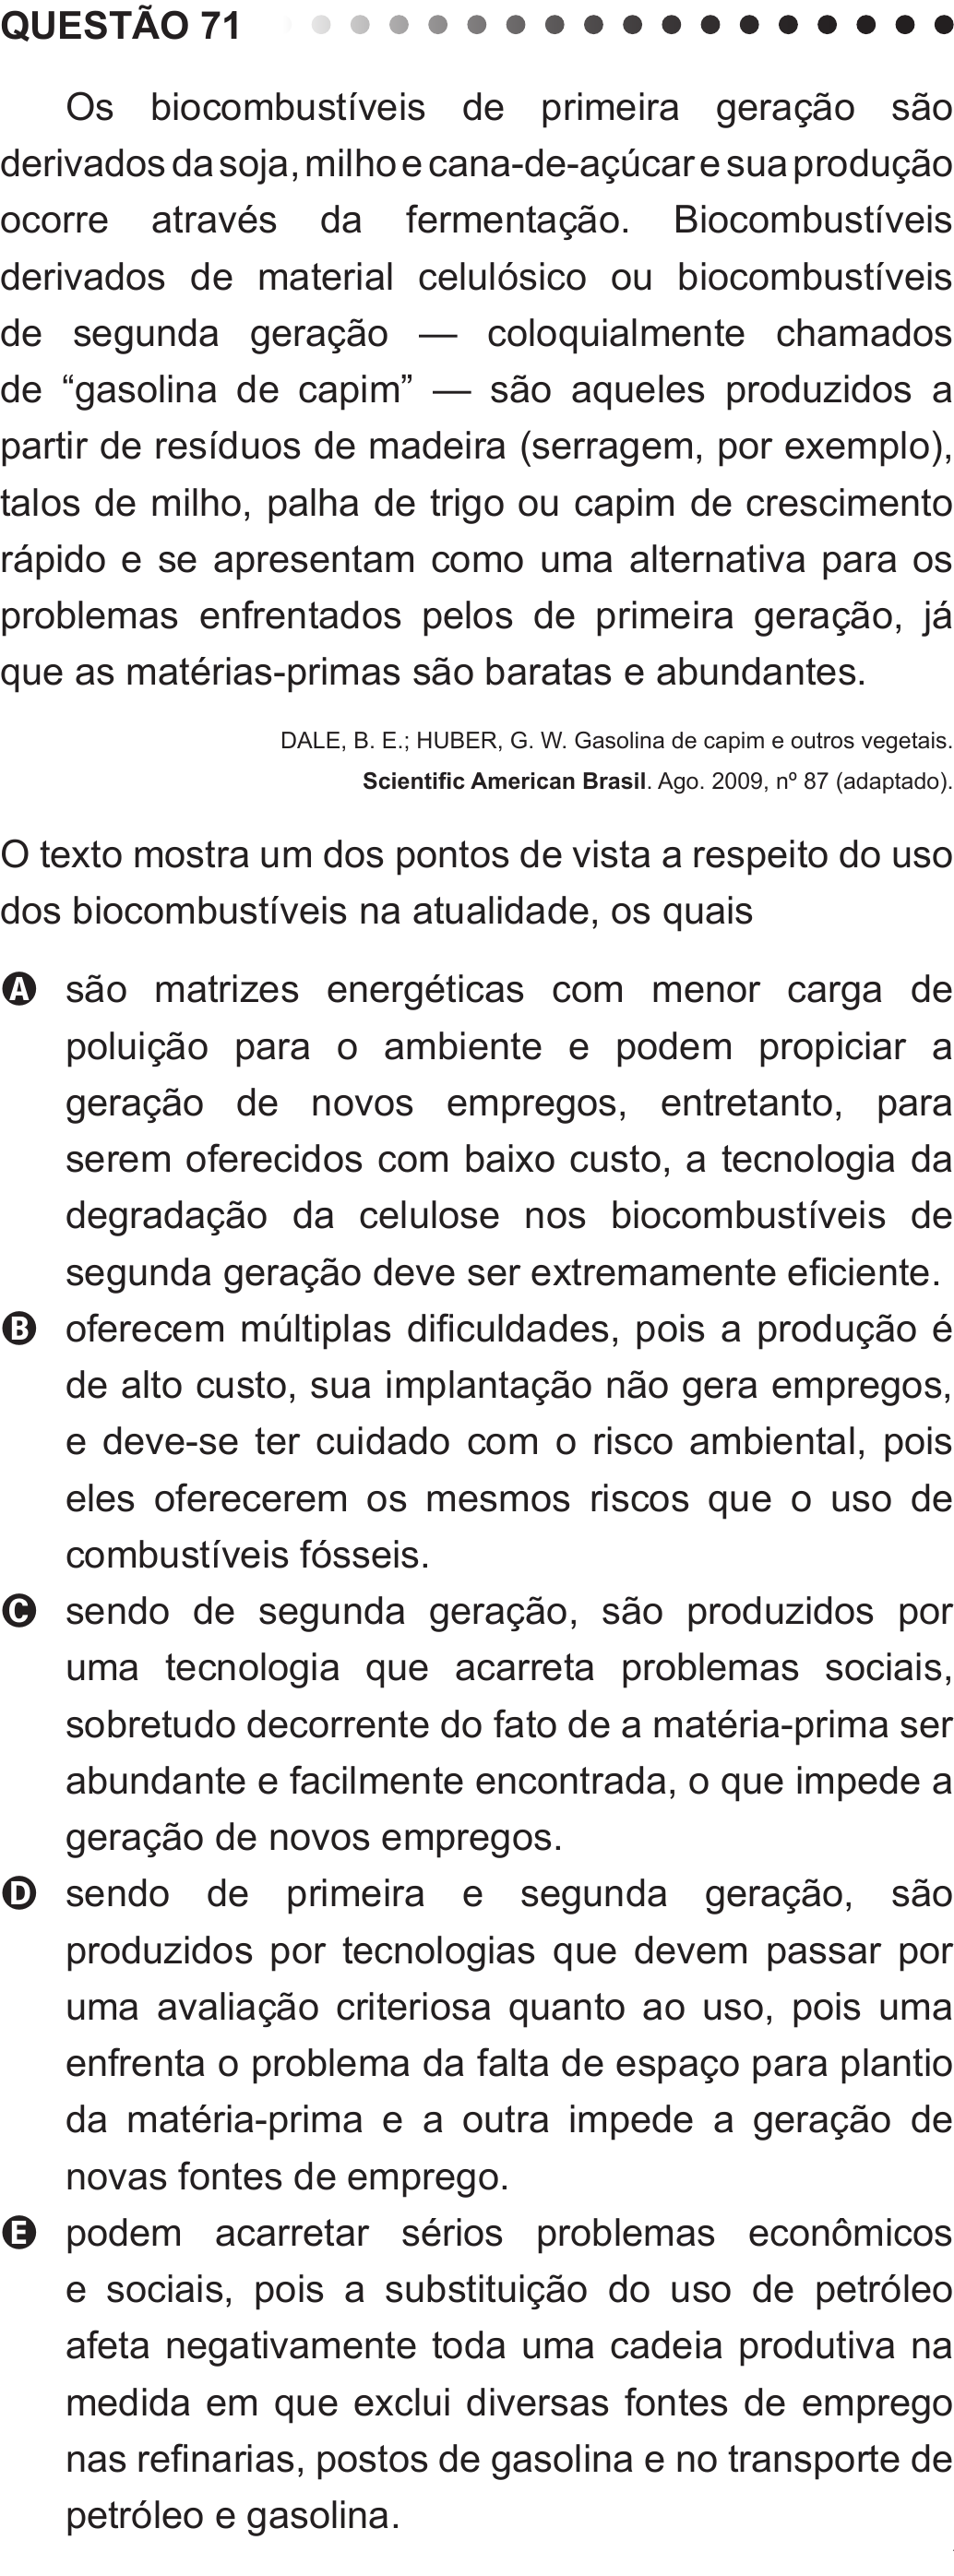 QUESTÃO 71
Os biocombustíveis de primeira geração são
derivados da soja, milho e cana-de-açúcar e sua produção
ocorre através da fermentação. Biocombustíveis
derivados de material celulósico ou biocombustíveis
de segunda geração — coloquialmente chamados
de “gasolina de capim” — são aqueles produzidos a
partir de resíduos de madeira (serragem, por exemplo),
talos de milho, palha de trigo ou capim de crescimento
rápido e se apresentam como uma alternativa para os
problemas enfrentados pelos de primeira geração, já
que as matérias-primas são baratas e abundantes.
DALE, B. E.; HUBER, G. W. Gasolina de capim e outros vegetais.
Scientific American Brasil. Ago. 2009, nº 87 (adaptado).
O texto mostra um dos pontos de vista a respeito do uso
dos biocombustíveis na atualidade, os quais
A são matrizes energéticas com menor carga de
poluição para o ambiente e podem propiciar a
geração de novos empregos, entretanto, para
serem oferecidos com baixo custo, a tecnologia da
degradação da celulose nos biocombustíveis de
segunda geração deve ser extremamente eficiente.
B oferecem múltiplas dificuldades, pois a produção é
de alto custo, sua implantação não gera empregos,
e deve-se ter cuidado com o risco ambiental, pois
eles oferecerem os mesmos riscos que o uso de
combustíveis fósseis.
C sendo de segunda geração, são produzidos por
uma tecnologia que acarreta problemas sociais,
sobretudo decorrente do fato de a matéria-prima ser
abundante e facilmente encontrada, o que impede a
geração de novos empregos.
D sendo de primeira e segunda geração, são
produzidos por tecnologias que devem passar por
uma avaliação criteriosa quanto ao uso, pois uma
enfrenta o problema da falta de espaço para plantio
da matéria-prima e a outra impede a geração de
novas fontes de emprego.
E podem acarretar sérios problemas econômicos
e sociais, pois a substituição do uso de petróleo
afeta negativamente toda uma cadeia produtiva na
medida em que exclui diversas fontes de emprego
nas refinarias, postos de gasolina e no transporte de
petróleo e gasolina.